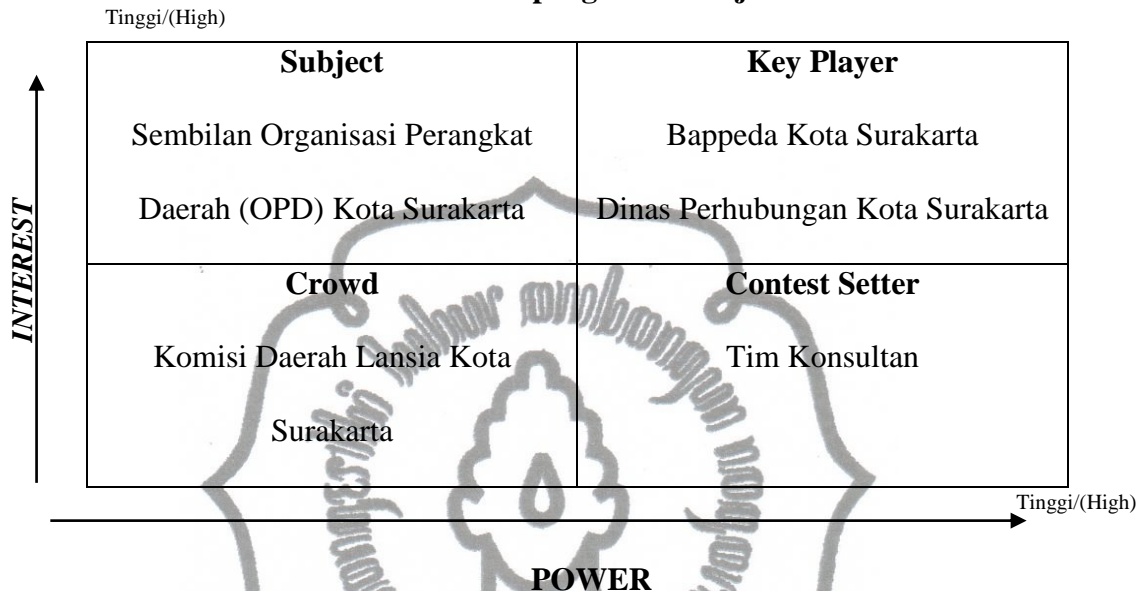 Tinggi/(High)
Subject
Sembilan Organisasi Perangkat
Daerah (OPD) Kota Surakarta
Key Player
Bappeda Kota Surakarta
Dinas Perhubungan Kota Surakarta
INTEREST
Crowd
Komisi Daerah Lansia Kota
Surakarta
Contest Setter
Tim Konsultan
Tinggi/(High)
POWER